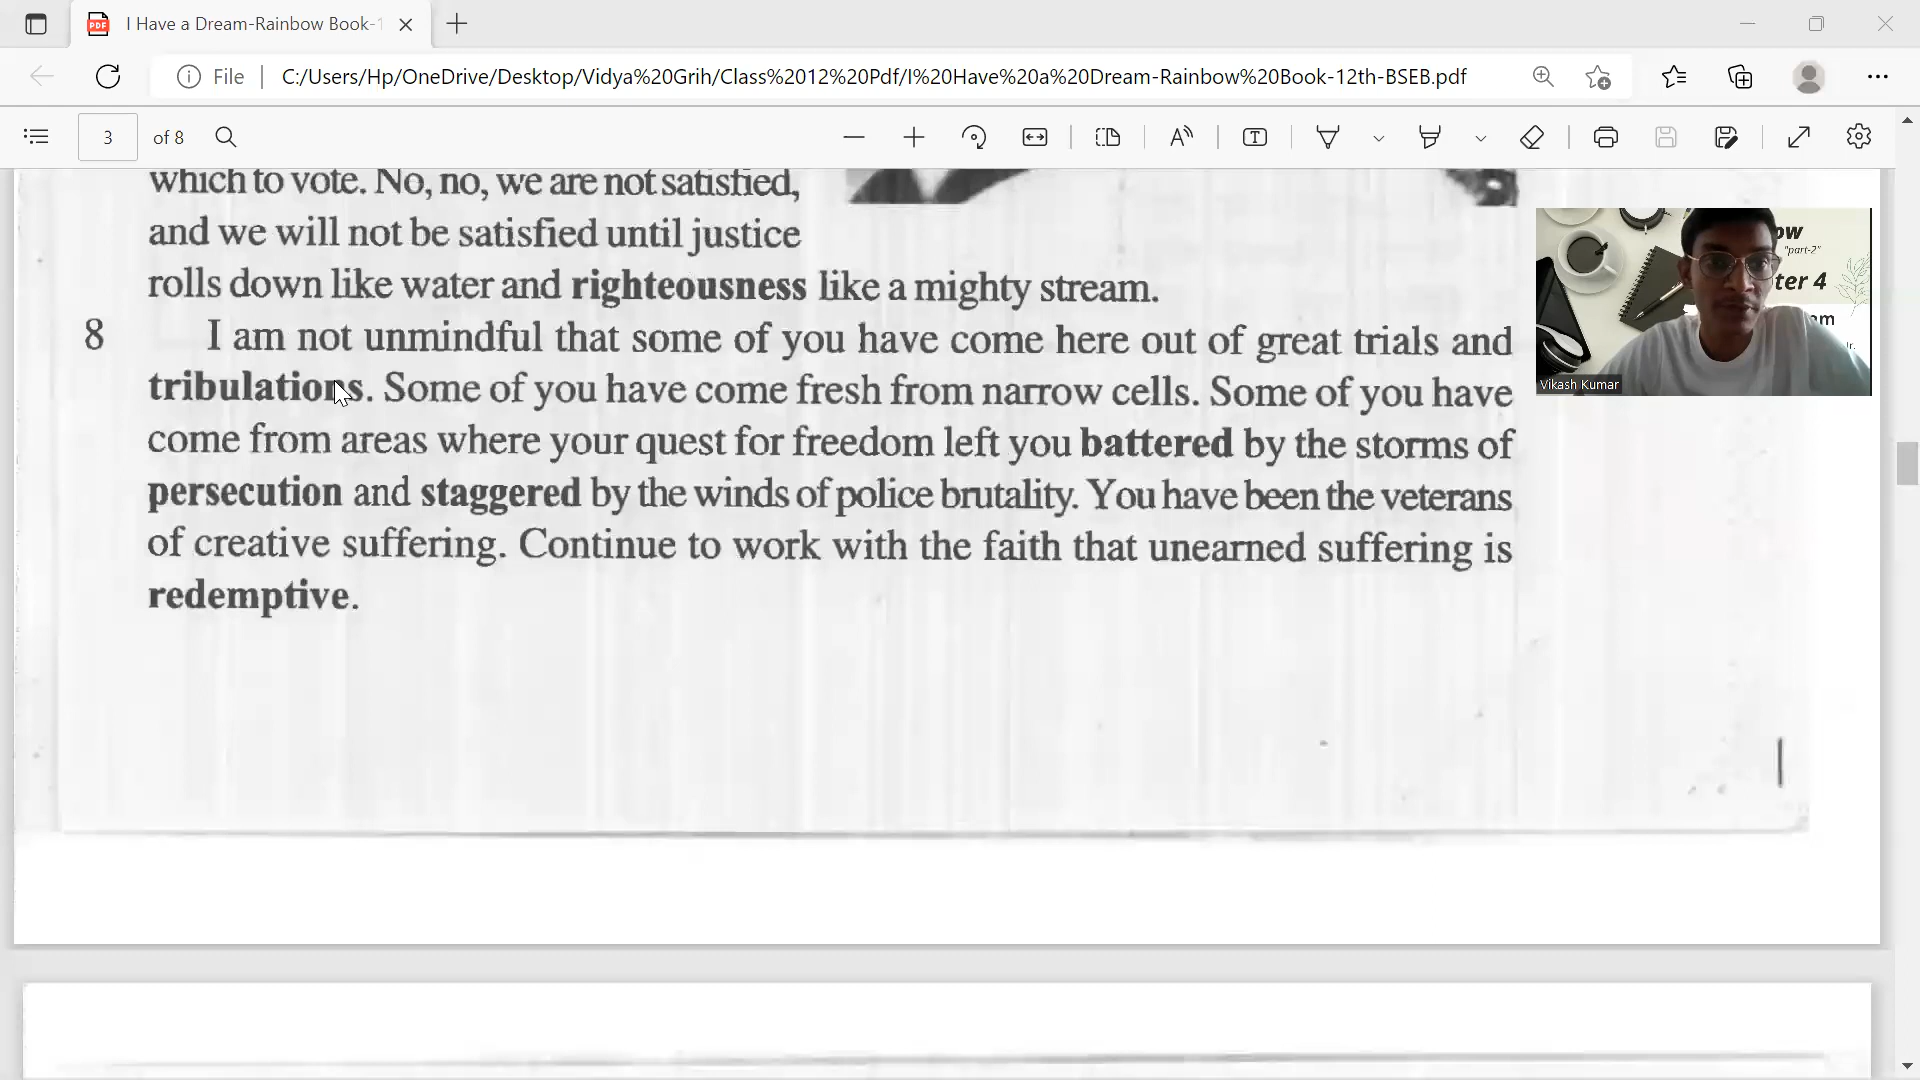 I Have a Dream-Rainbow Book-1
File
C:/Users/Hp/OneDrive/Desktop/Vidya%20Grih/Class%2012%20Pdf/I%20Have%20a%20Dream-Rainbow%20Book-12th-BSEB.pdf
3 of 8
which to vote. No, no, we are not satisfied,
and we will not be satisfied until justice
rolls down like water and righteousness like a mighty stream.
8 I am not unmindful that some of you have come here out of great trials and
tribulations. Some of you have come fresh from narrow cells. Some of you have
come from areas where your quest for freedom left you battered by the storms of
persecution and staggered by the winds of police brutality. You have been the veterans
of creative suffering. Continue to work with the faith that unearned suffering is
redemptive.
ow
"part-2"
ter 4
am
Jr.
Vikash Kumar